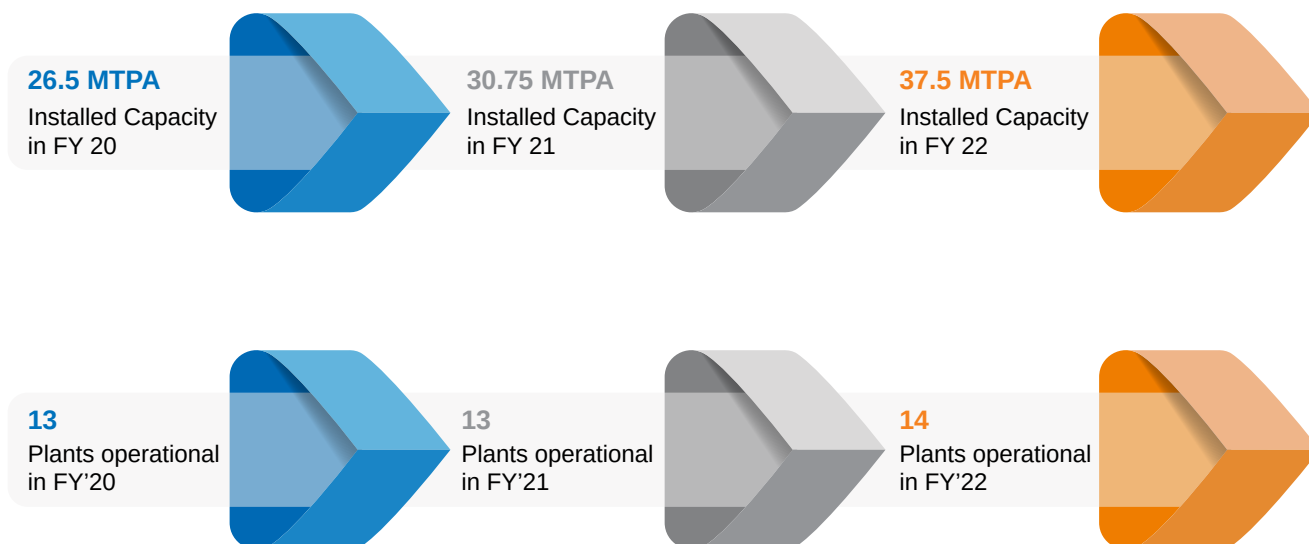 26.5 MTPA
Installed Capacity
in FY 20
30.75 MTPA
Installed Capacity
in FY 21
37.5 MTPA
Installed Capacity
in FY 22
13
Plants operational
in FY’20
13
Plants operational
in FY’21
14
Plants operational
in FY’22